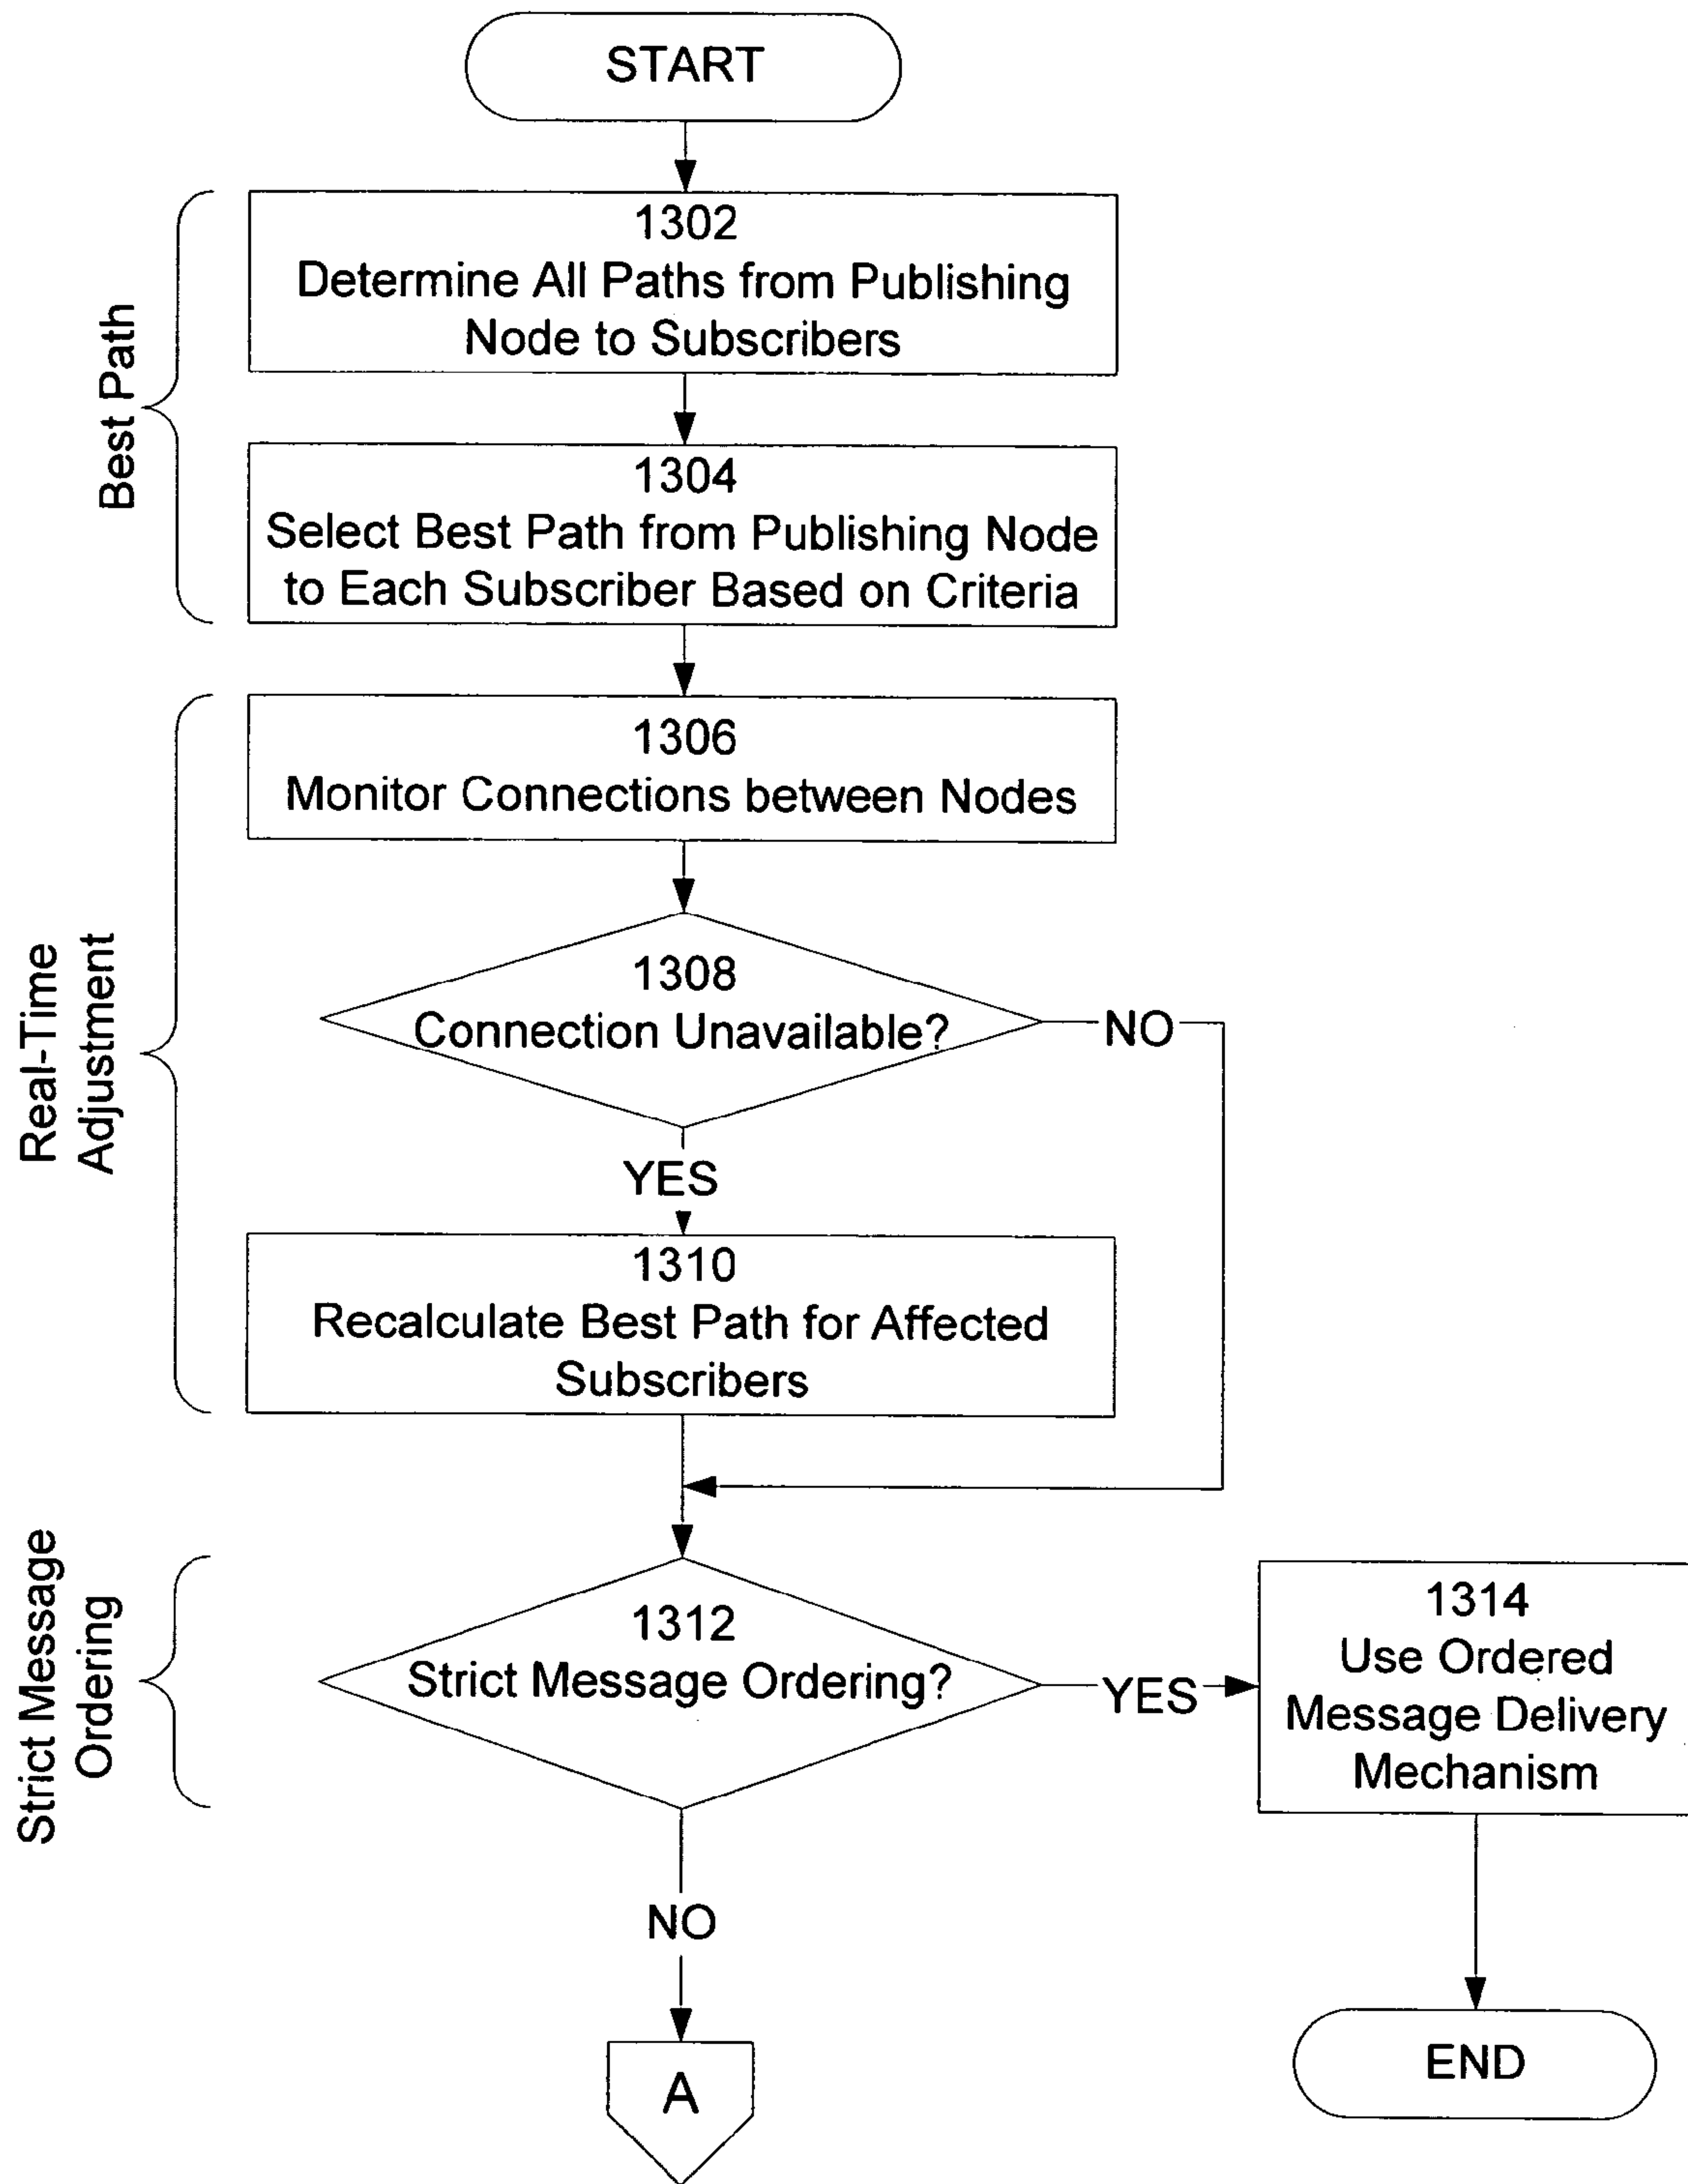 START
Best Path
1302
Determine All Paths from Publishing
Node to Subscribers
1304
Select Best Path from Publishing Node
to Each Subscriber Based on Criteria
Real-Time
Adjustment
1306
Monitor Connections between Nodes
1308
Connection Unavailable?
NO
YES
1310
Recalculate Best Path for Affected
Subscribers
Strict Message
Ordering
1312
Strict Message Ordering?
YES
1314
Use Ordered
Message Delivery
Mechanism
NO
A
END